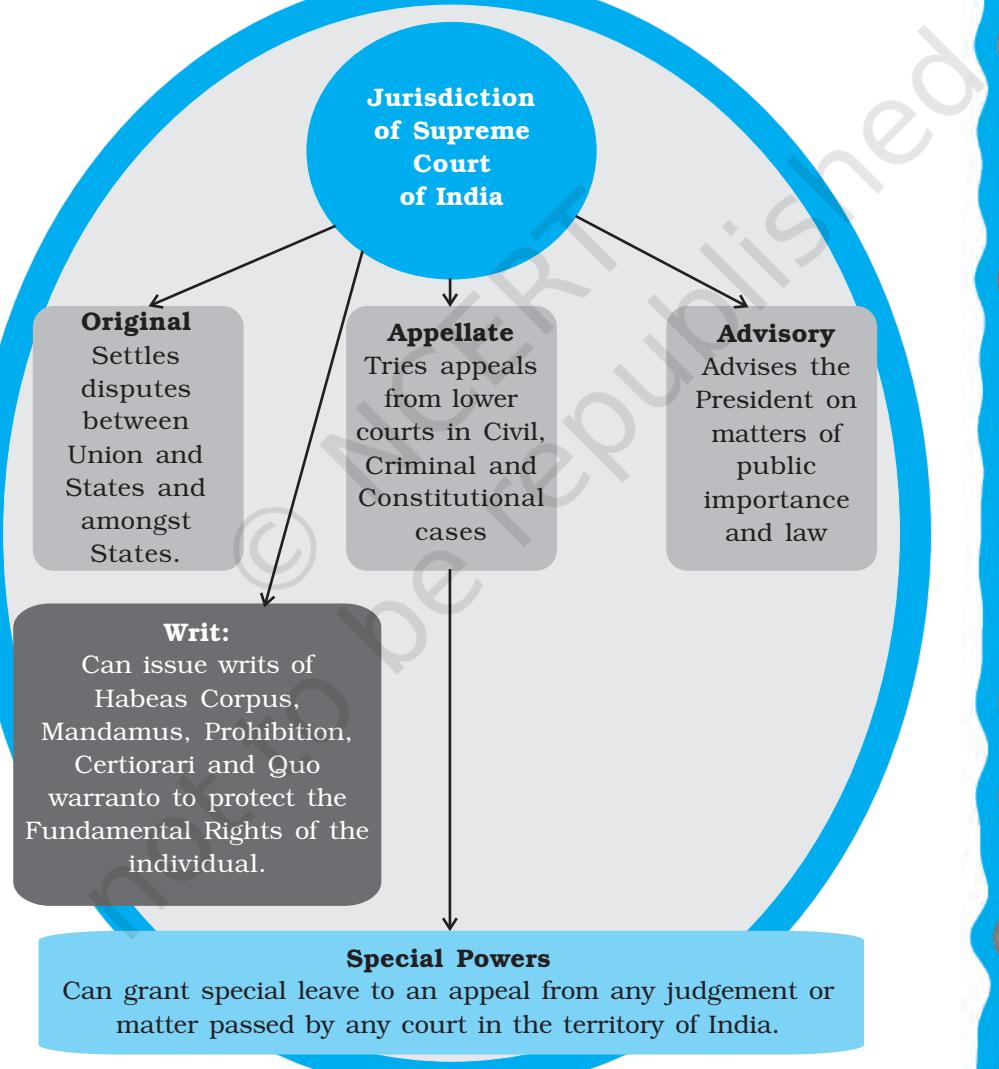 Jurisdiction
of Supreme
Court
of India
Original
Settles
disputes
between
Union and
States and
amongst
States.
Appellate
Tries appeals
from lower
courts in Civil,
Criminal and
Constitutional
cases
Advisory
Advises the
President on
matters of
public
importance
and law
Writ:
Can issue writs of
Habeas Corpus,
Mandamus, Prohibition,
Certiorari and Quo
warranto to protect the
Fundamental Rights of the
individual.
Special Powers
Can grant special leave to an appeal from any judgement or
matter passed by any court in the territory of India.
© NCERT
not to be republished